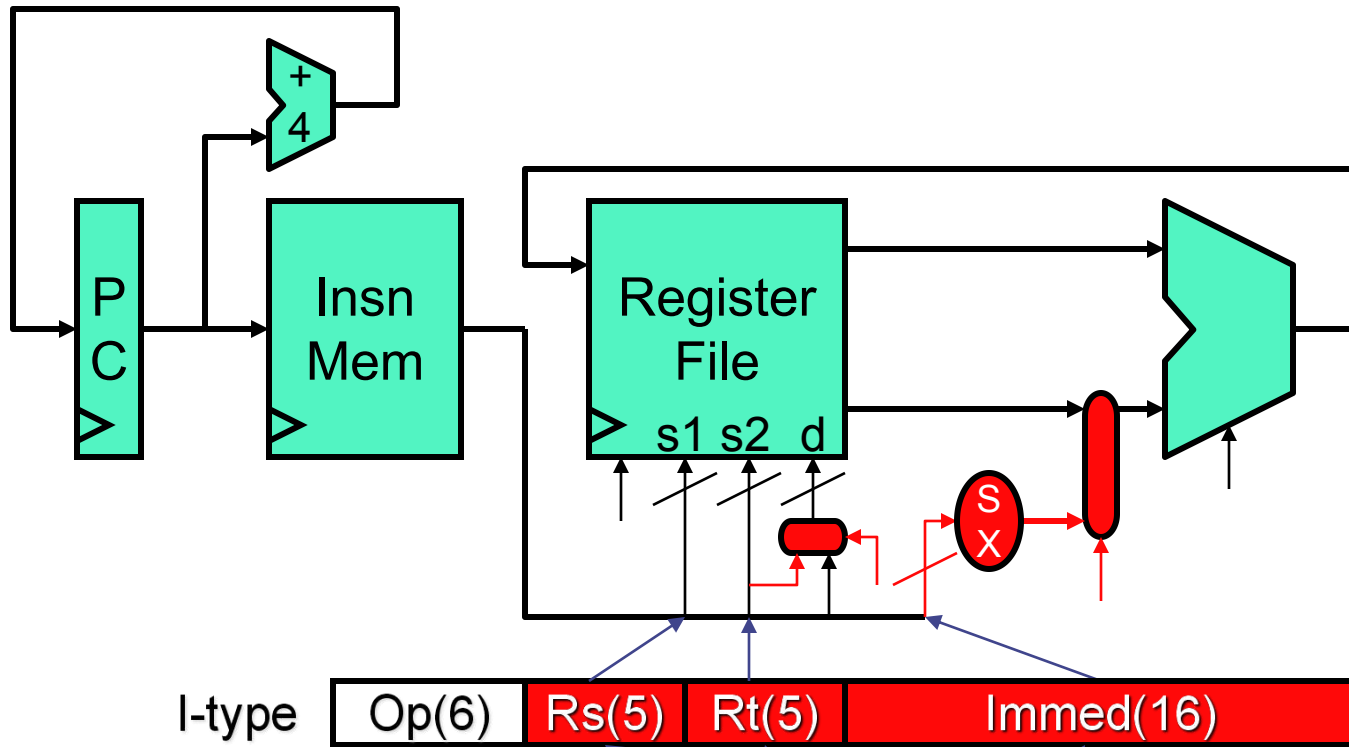 +
4
P
C
Insn
Mem
Register
File
s1 s2 d
S
X
I-type Op(6) Rs(5) Rt(5) Immed(16)